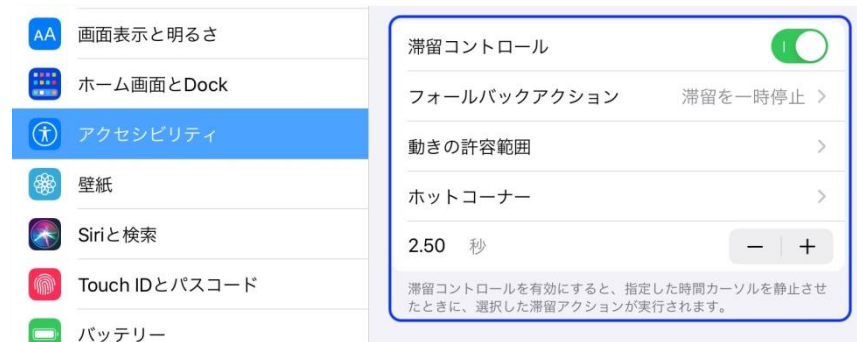 AA 画面表示と明るさ
ホーム画面とDock
アクセシビリティ
壁紙
Siriと検索
Touch IDとパスコード
バッテリー
滞留コントロール
フォールバックアクション 滞留を一時停止
動きの許容範囲
ホットコーナー
2.50 秒 − +
滞留コントロールを有効にすると、指定した時間カーソルを静止させ
たときに、選択した滞留アクションが実行されます。